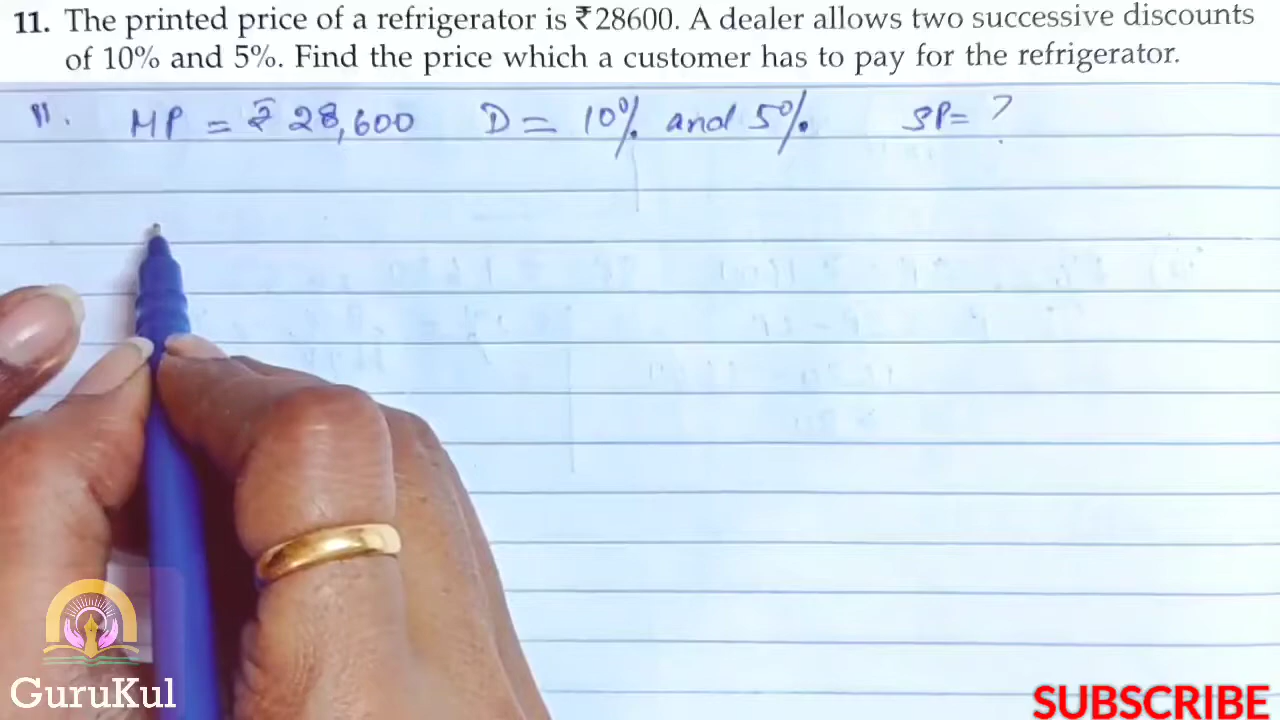 11. The printed price of a refrigerator is ₹28600. A dealer allows two successive discounts
of 10% and 5%. Find the price which a customer has to pay for the refrigerator.
11. MP = ₹ 28,600 D = 10% and 5% SP = ?
GuruKul
SUBSCRIBE